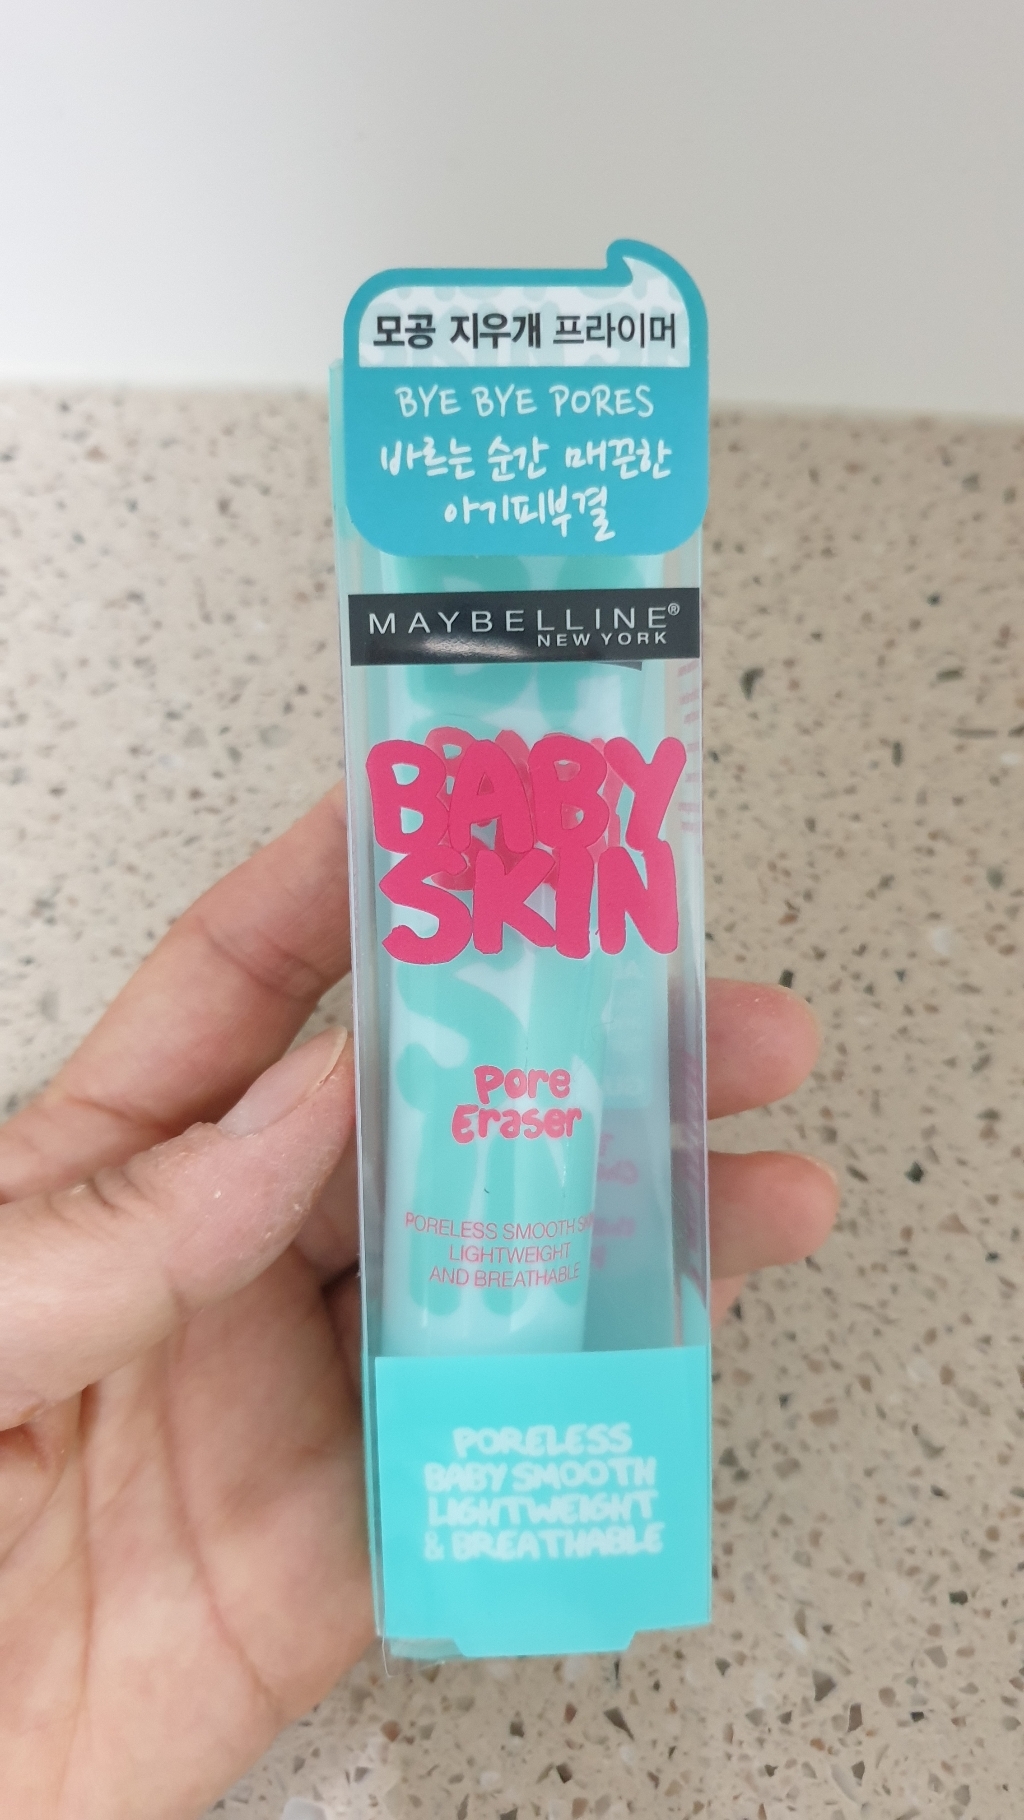 모공 지우개 프라이머
BYE BYE PORES
바르는 순간 매끈한
아기피부결
MAYBELLINE®
NEW YORK
BABY
SKIN
Pore
Eraser
PORELESS SMOOTH
LIGHTWEIGHT
AND BREATHABLE
PORELESS
BABY SMOOTH
LIGHTWEIGHT
& BREATHABLE